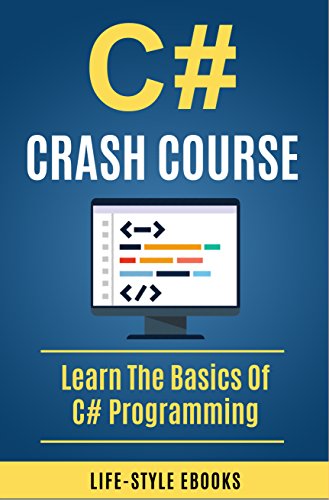 C#
CRASH COURSE
<-->
</>
Learn The Basics Of
C# Programming
LIFE-STYLE EBOOKS